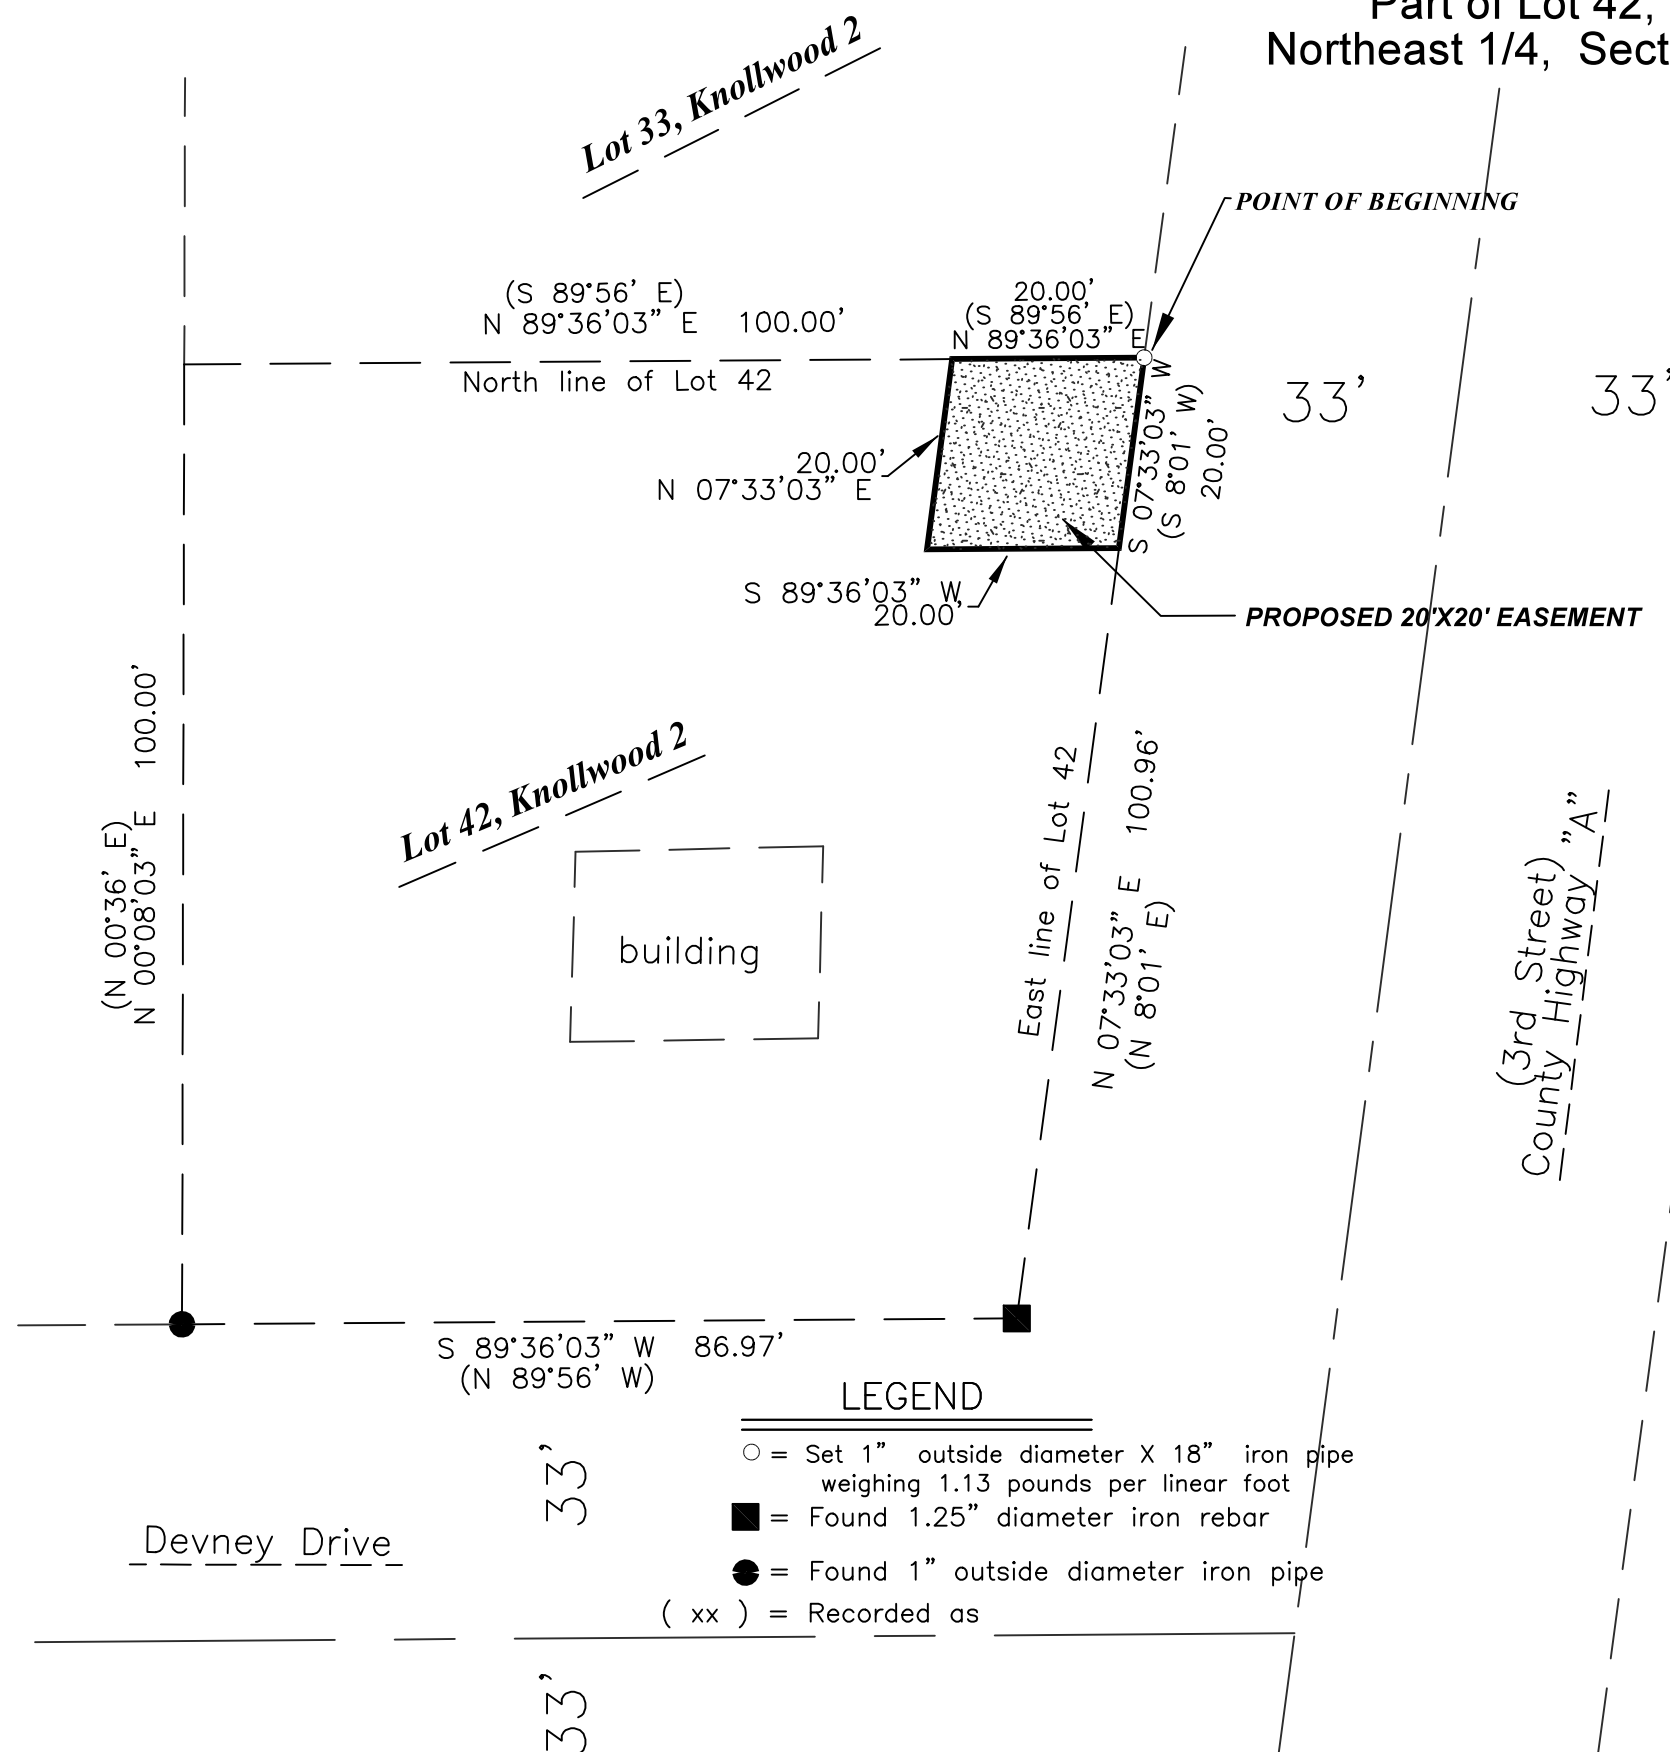 Part of Lot 42,
Northeast 1/4, Sect
Lot 33, Knollwood 2
POINT OF BEGINNING
(S 89°56' E)
N 89°36'03" E 100.00'
North line of Lot 42
20.00'
(S 89°56' E)
N 89°36'03" E
S 07°33'03" W
(S 8°01' W)
20.00'
33'
33'
20.00'
N 07°33'03" E
S 89°36'03" W
20.00'
PROPOSED 20'X20' EASEMENT
(N 00°36' E)
N 00°08'03" E 100.00'
Lot 42, Knollwood 2
building
East line of Lot 42
N 07°33'03" E 100.96'
(N 8°01' E)
(3rd Street)
County Highway "A"
S 89°36'03" W 86.97'
(N 89°56' W)
LEGEND
= Set 1" outside diameter X 18" iron pipe
weighing 1.13 pounds per linear foot
= Found 1.25" diameter iron rebar
= Found 1" outside diameter iron pipe
( xx ) = Recorded as
33'
Devney Drive
33'